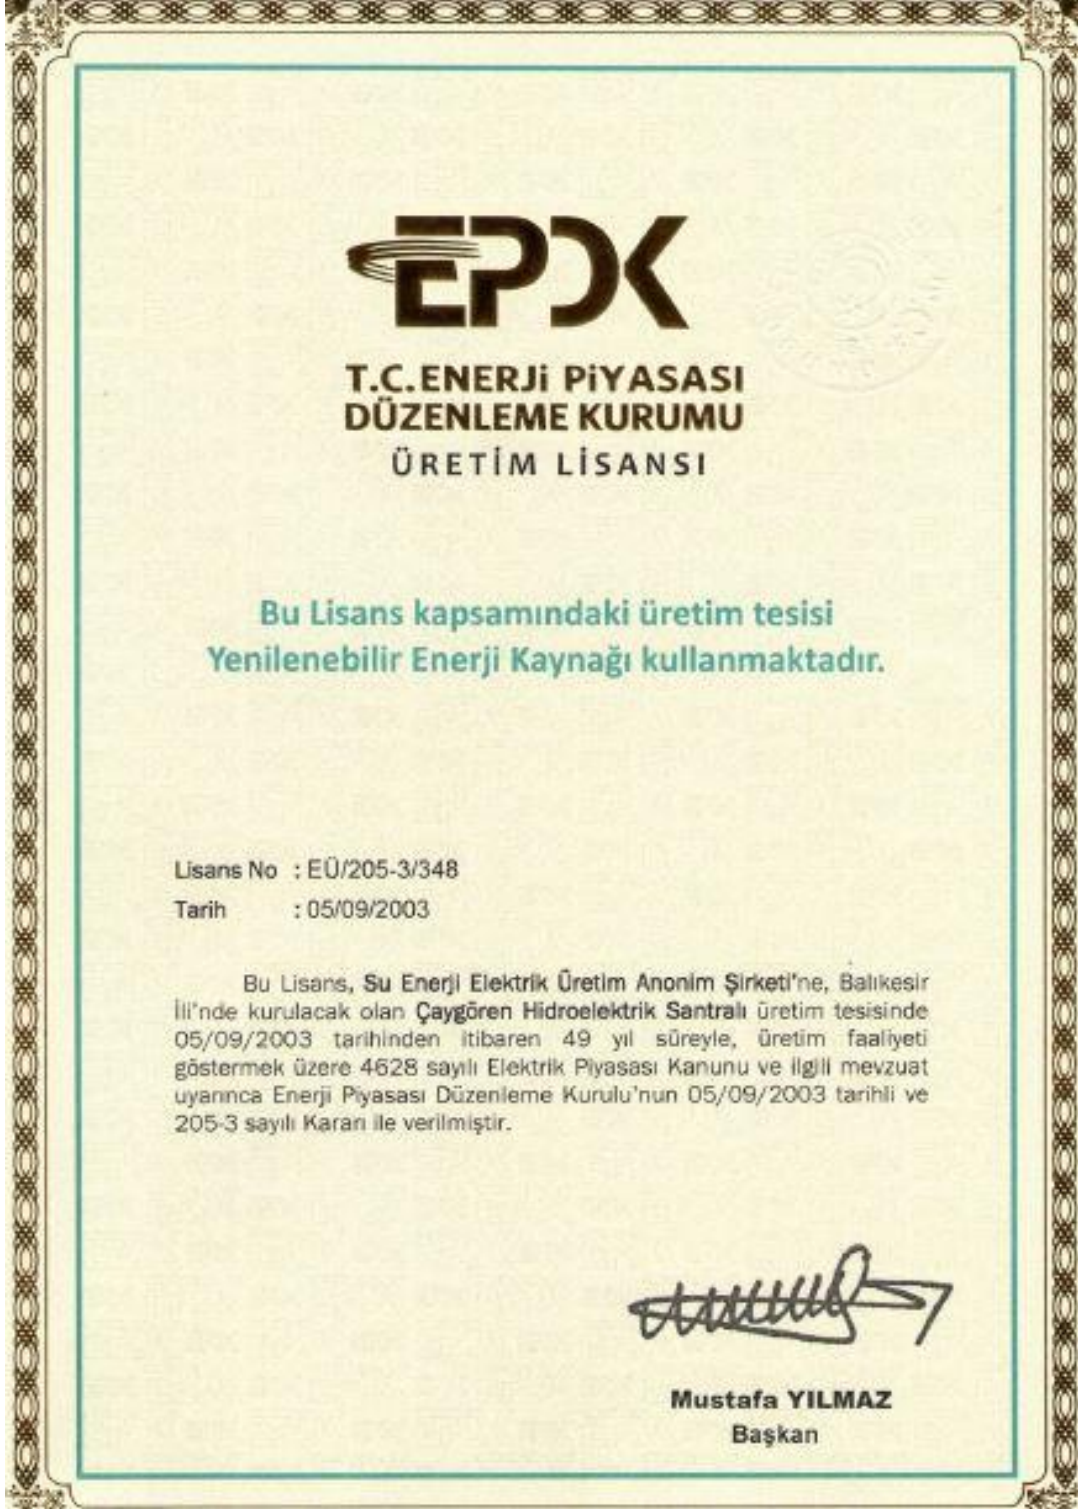 EPDK
T.C. ENERJİ PİYASASI
DÜZENLEME KURUMU
ÜRETİM LİSANSI
Bu Lisans kapsamındaki üretim tesisi
Yenilenebilir Enerji Kaynağı kullanmaktadır.
Lisans No : EÜ/205-3/348
Tarih : 05/09/2003
Bu Lisans, Su Enerji Elektrik Üretim Anonim Şirketi'ne, Balıkesir
İli'nde kurulacak olan Çaygören Hidroelektrik Santralı üretim tesisinde
05/09/2003 tarihinden itibaren 49 yıl süreyle, üretim faaliyeti
göstermek üzere 4628 sayılı Elektrik Piyasası Kanunu ve ilgili mevzuat
uyarınca Enerji Piyasası Düzenleme Kurulu'nun 05/09/2003 tarihli ve
205-3 sayılı Kararı ile verilmiştir.
Mustafa YILMAZ
Başkan